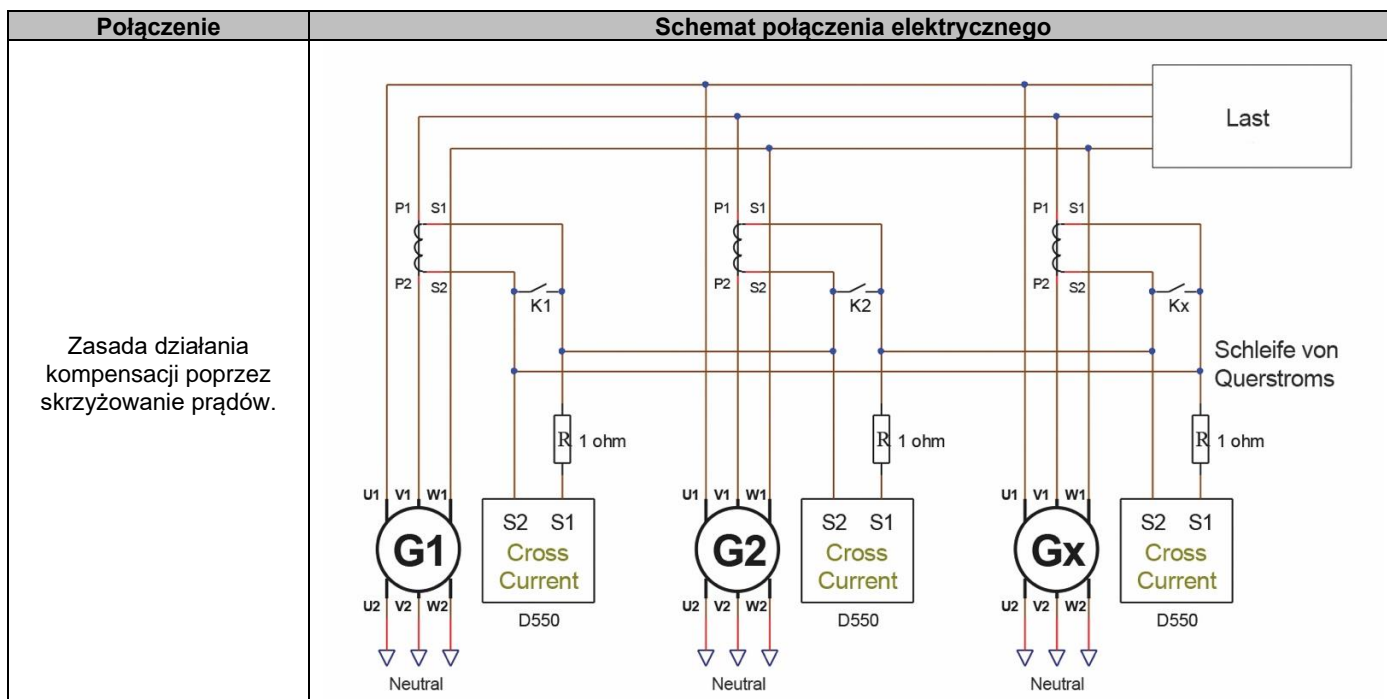 Połączenie
Schemat połączenia elektrycznego
Zasada działania
kompensacji poprzez
skrzyżowanie prądów.
Last
P1 S1
P2 S2
K1
P1 S1
P2 S2
K2
P1 S1
P2 S2
Kx
Schleife von
Querstroms
R 1 ohm
R 1 ohm
R 1 ohm
U1 V1 W1
G1
U2 V2 W2
Neutral
S2 S1
Cross
Current
D550
U1 V1 W1
G2
U2 V2 W2
Neutral
S2 S1
Cross
Current
D550
U1 V1 W1
Gx
U2 V2 W2
Neutral
S2 S1
Cross
Current
D550